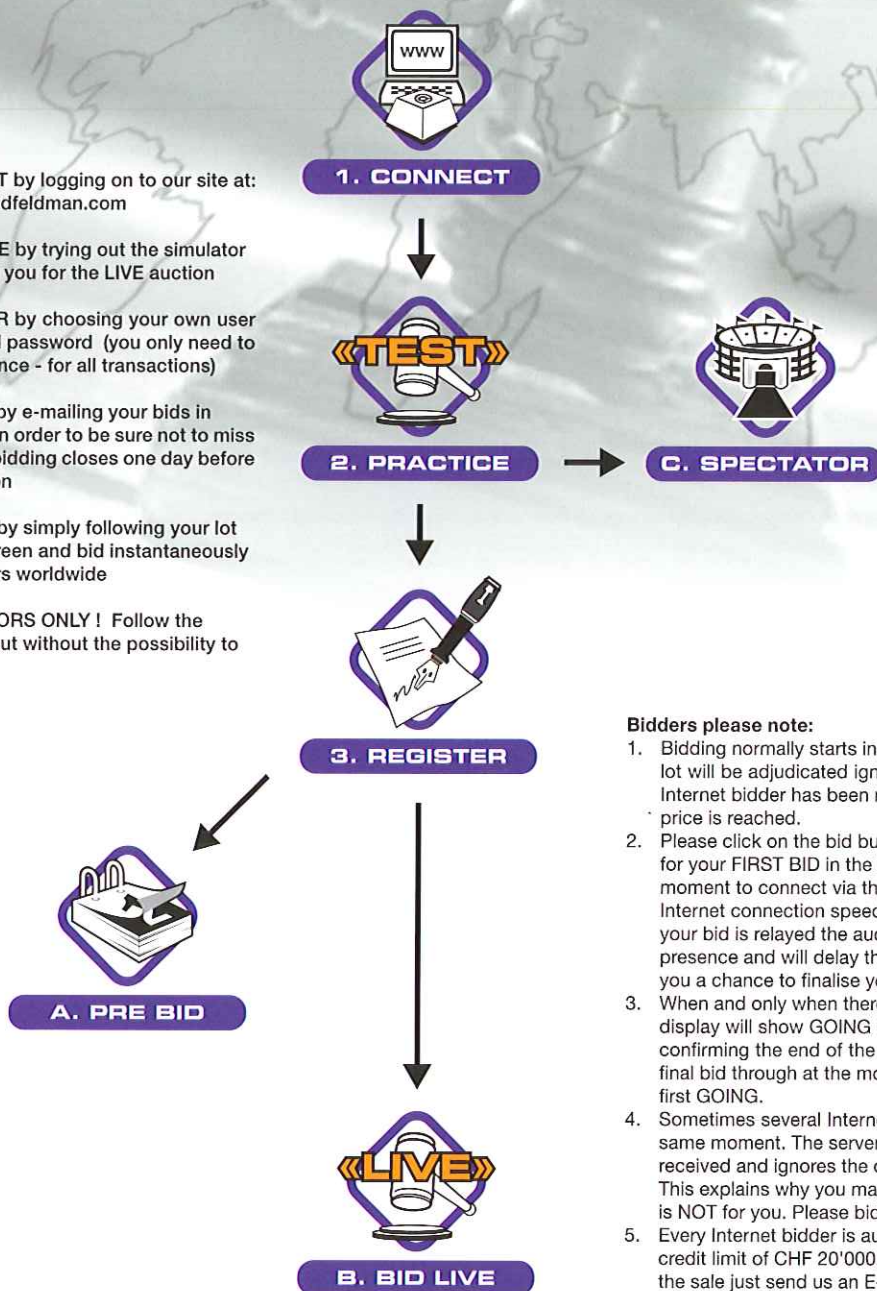 www
@
1. CONNECT
T by logging on to our site at:
dfeldman.com
E by trying out the simulator
you for the LIVE auction
R by choosing your own user
password (you only need to
nce - for all transactions)
by e-mailing your bids in
n order to be sure not to miss
bidding closes one day before
on
by simply following your lot
reen and bid instantaneously
rs worldwide
ORS ONLY ! Follow the
ut without the possibility to
«TEST»
2. PRACTICE
C. SPECTATOR
3. REGISTER
A. PRE BID
«LIVE»
B. BID LIVE
Bidders please note:
1. Bidding normally starts in
lot will be adjudicated ign
Internet bidder has been r
price is reached.
2. Please click on the bid bu
for your FIRST BID in the
moment to connect via th
Internet connection speed
your bid is relayed the auc
presence and will delay th
you a chance to finalise yo
3. When and only when there
display will show GOING
confirming the end of the
final bid through at the mo
first GOING.
4. Sometimes several Interne
same moment. The server
received and ignores the o
This explains why you ma
is NOT for you. Please bid
5. Every Internet bidder is au
credit limit of CHF 20'000
the sale just send us an E-